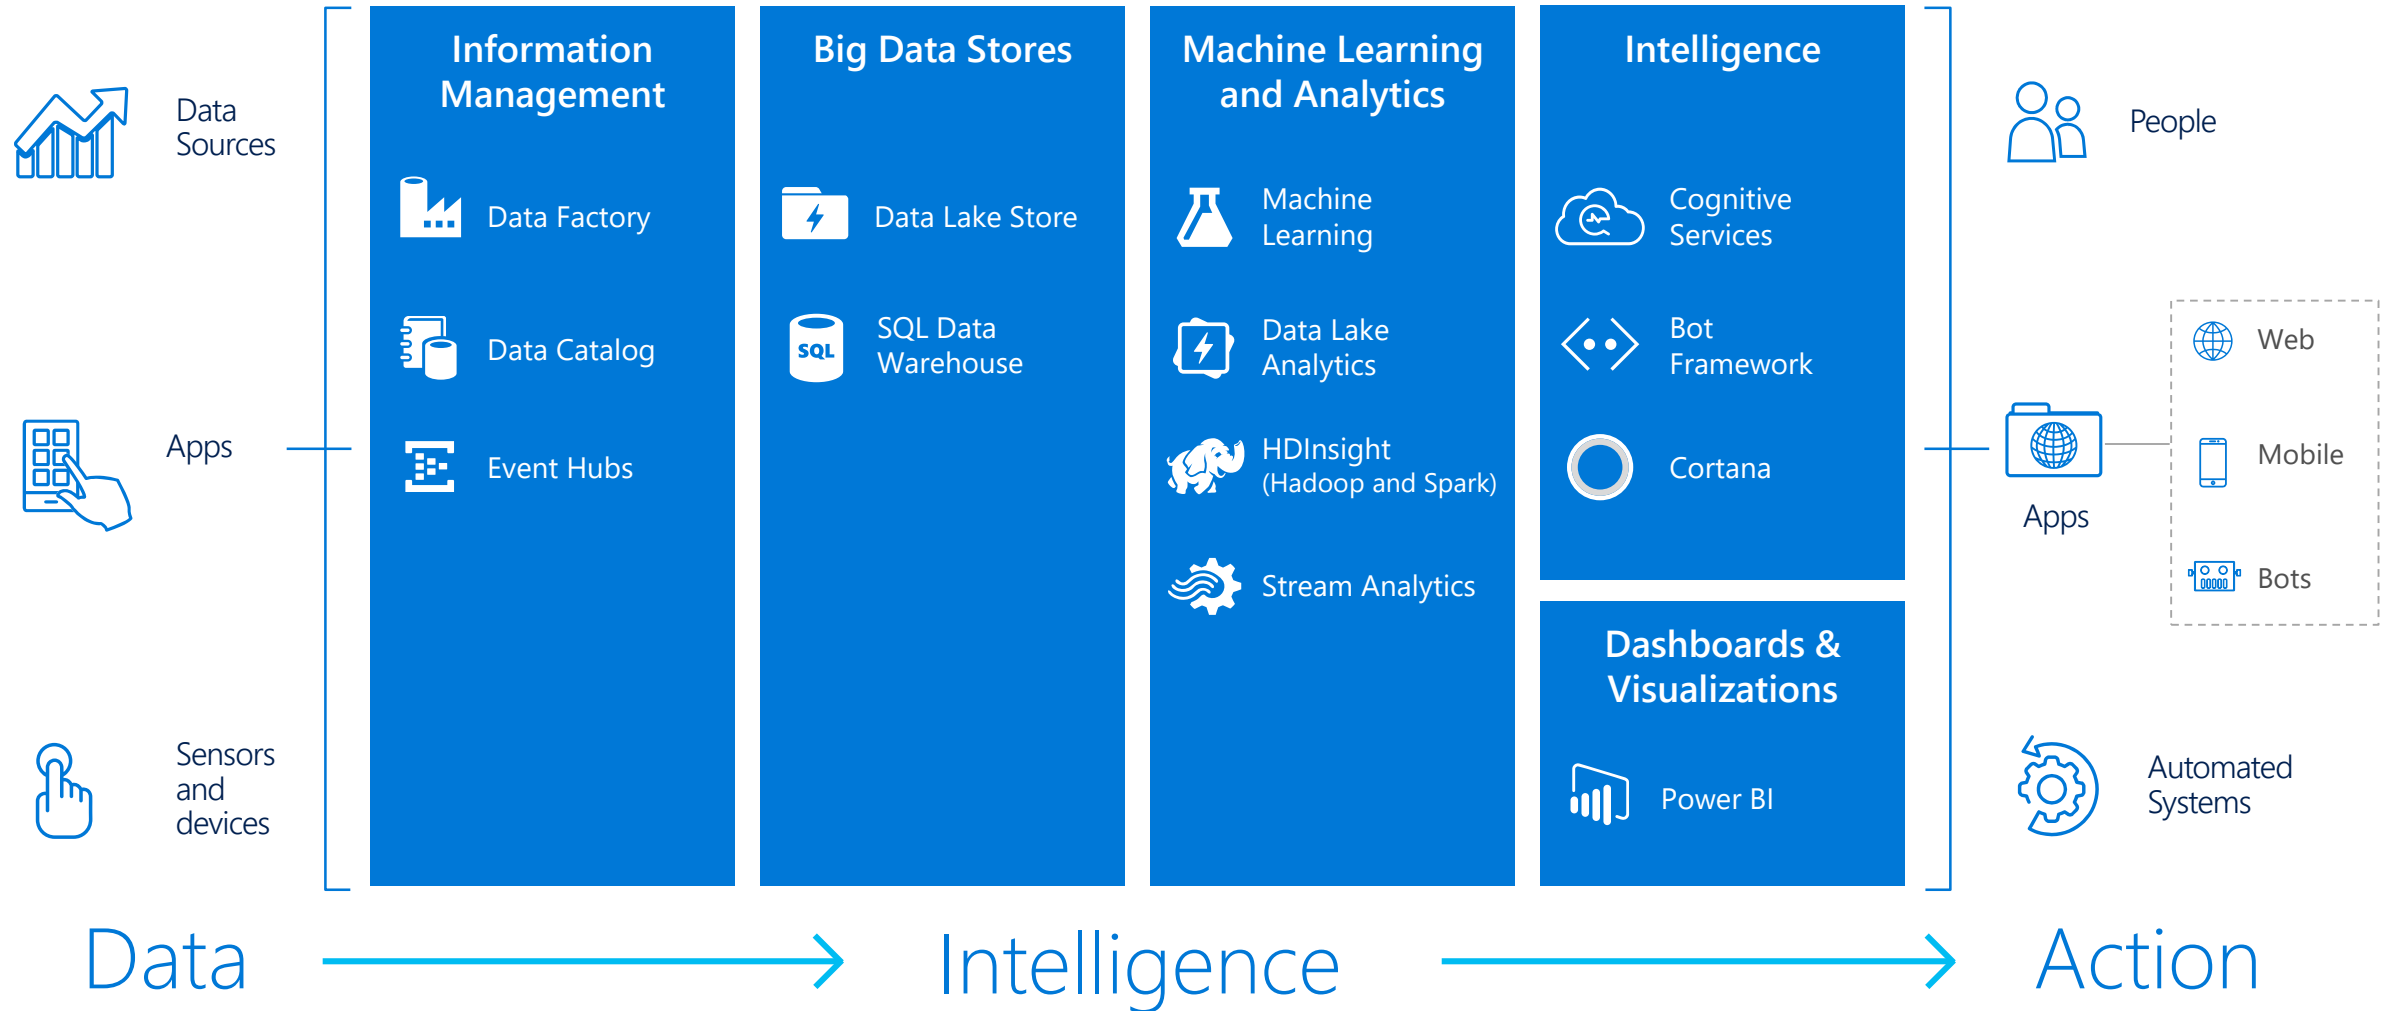 Data
Sources
Apps
Sensors
and
devices
Information
Management
Data Factory
Data Catalog
Event Hubs
Big Data Stores
Data Lake Store
SQL
SQL Data
Warehouse
Machine Learning
and Analytics
Machine
Learning
Data Lake
Analytics
HDInsight
(Hadoop and Spark)
Stream Analytics
Intelligence
Cognitive
Services
Bot
Framework
Cortana
Dashboards &
Visualizations
Power BI
People
Apps
Web
Mobile
Bots
Automated
Systems
Data
Intelligence
Action